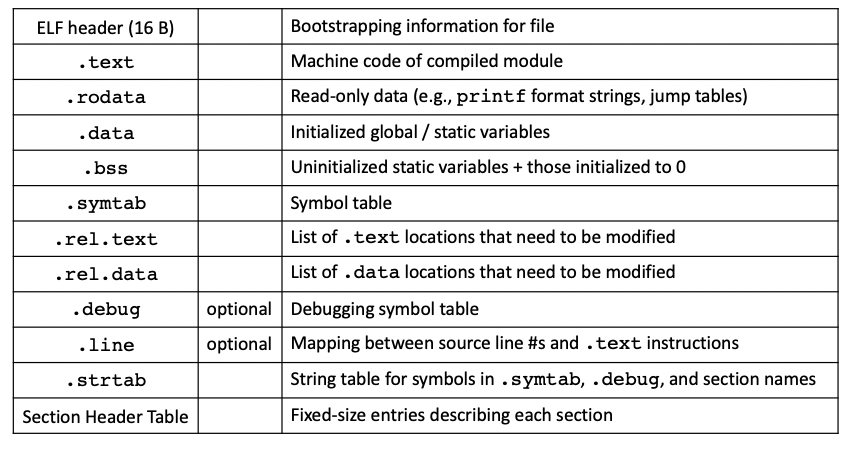 ELF header (16 B) Bootstrapping information for file
.text Machine code of compiled module
.rodata Read-only data (e.g., printf format strings, jump tables)
.data Initialized global / static variables
.bss Uninitialized static variables + those initialized to 0
.symtab Symbol table
.rel.text List of .text locations that need to be modified
.rel.data List of .data locations that need to be modified
.debug optional Debugging symbol table
.line optional Mapping between source line #s and .text instructions
.strtab String table for symbols in .symtab, .debug, and section names
Section Header Table Fixed-size entries describing each section